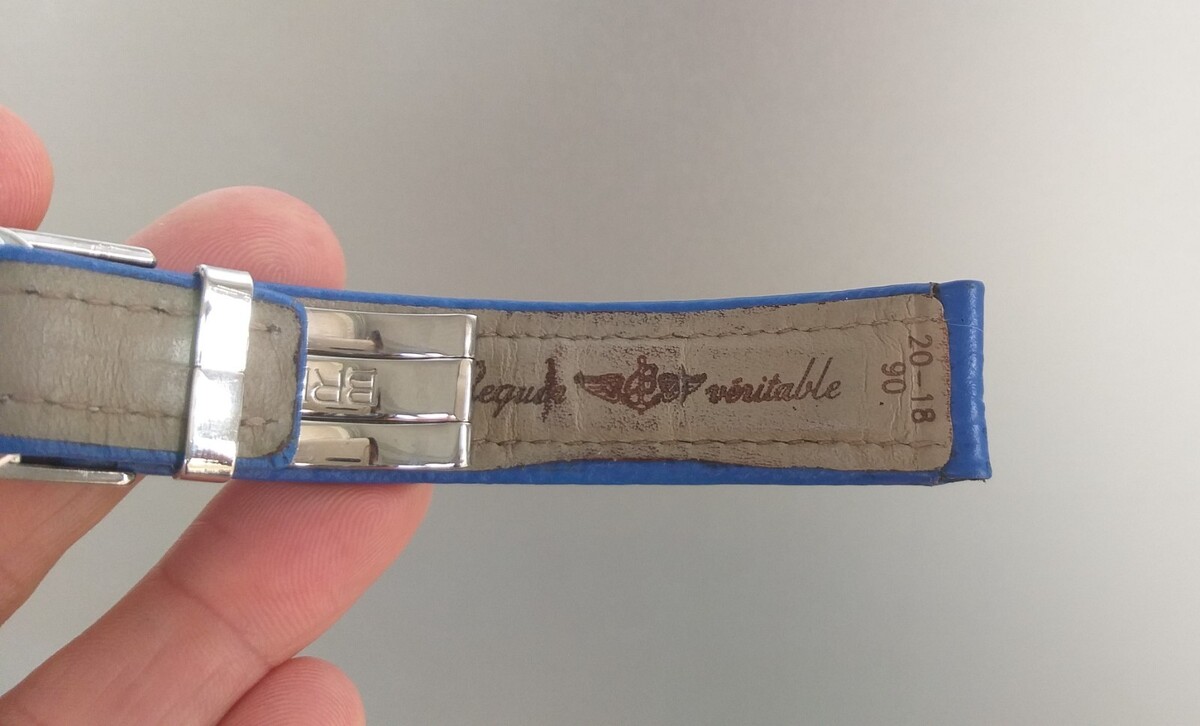 Requin véritable
20-18
90
BR